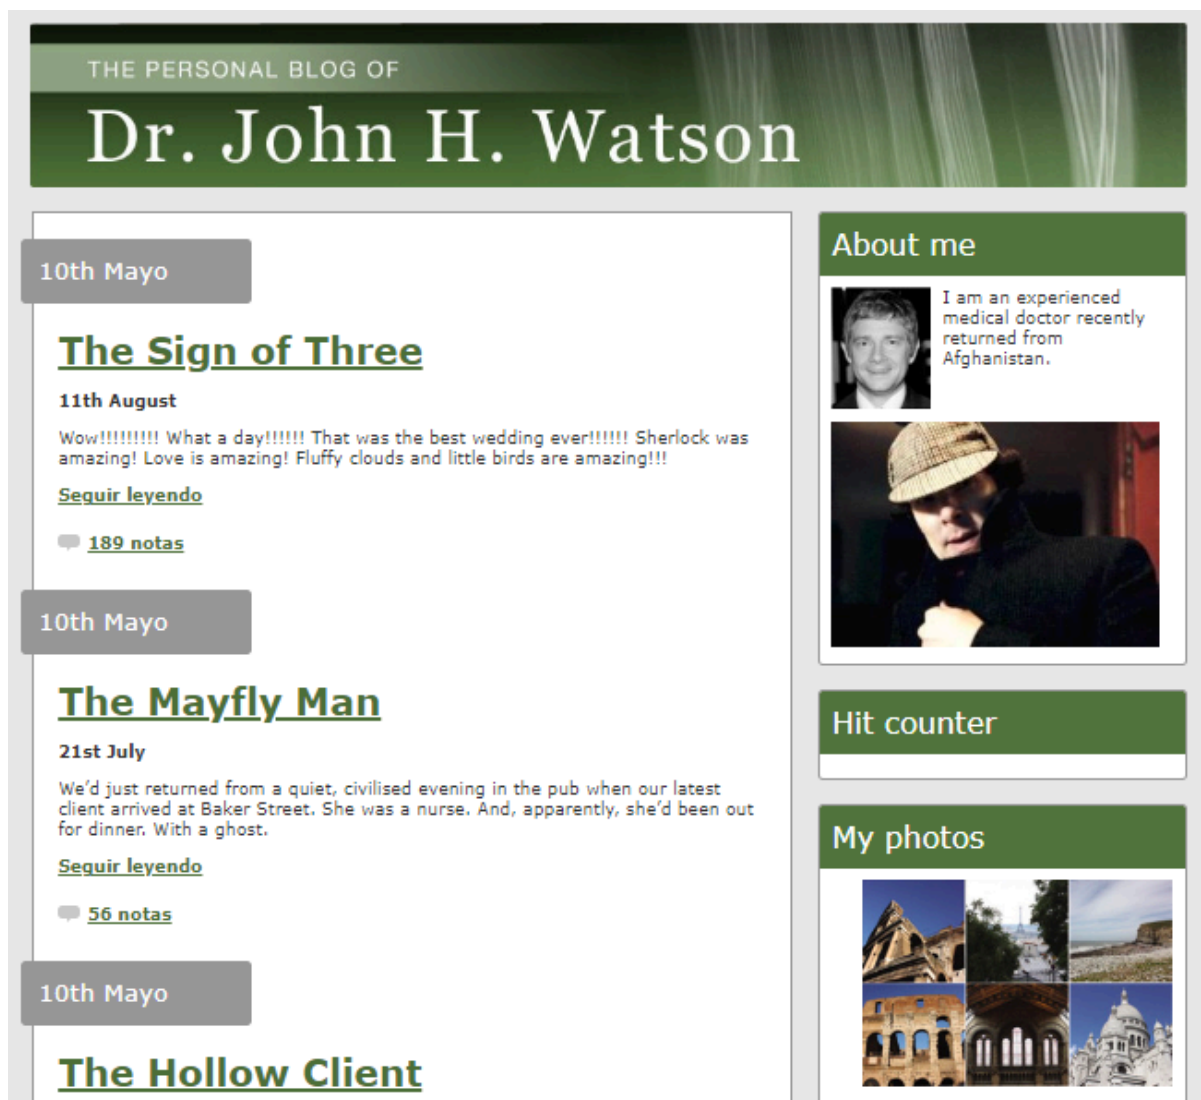 THE PERSONAL BLOG OF
Dr. John H. Watson
10th Mayo
The Sign of Three
11th August
Wow!!!!!!!!! What a day!!!!!! That was the best wedding ever!!!!!! Sherlock was
amazing! Love is amazing! Fluffy clouds and little birds are amazing!!!
Seguir leyendo
189 notas
10th Mayo
The Mayfly Man
21st July
We’d just returned from a quiet, civilised evening in the pub when our latest
client arrived at Baker Street. She was a nurse. And, apparently, she’d been out
for dinner. With a ghost.
Seguir leyendo
56 notas
10th Mayo
The Hollow Client
About me
I am an experienced
medical doctor recently
returned from
Afghanistan.
Hit counter
My photos